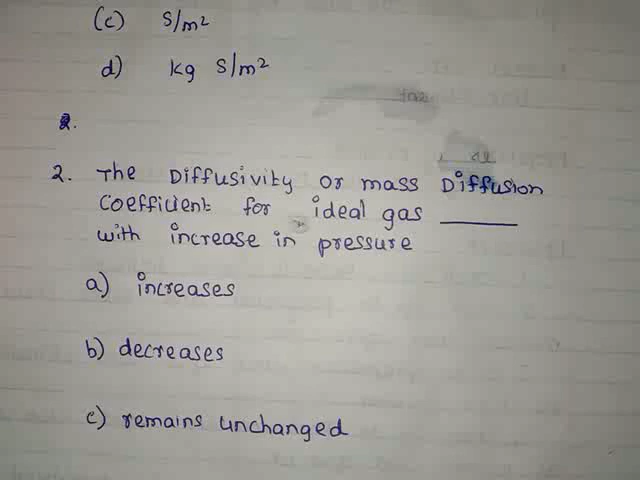 (c) S/m²
d) kg S/m²
2.
2. The Diffusivity or mass Diffusion
coefficient for ideal gas ______
with increase in pressure
a) increases
b) decreases
c) remains unchanged